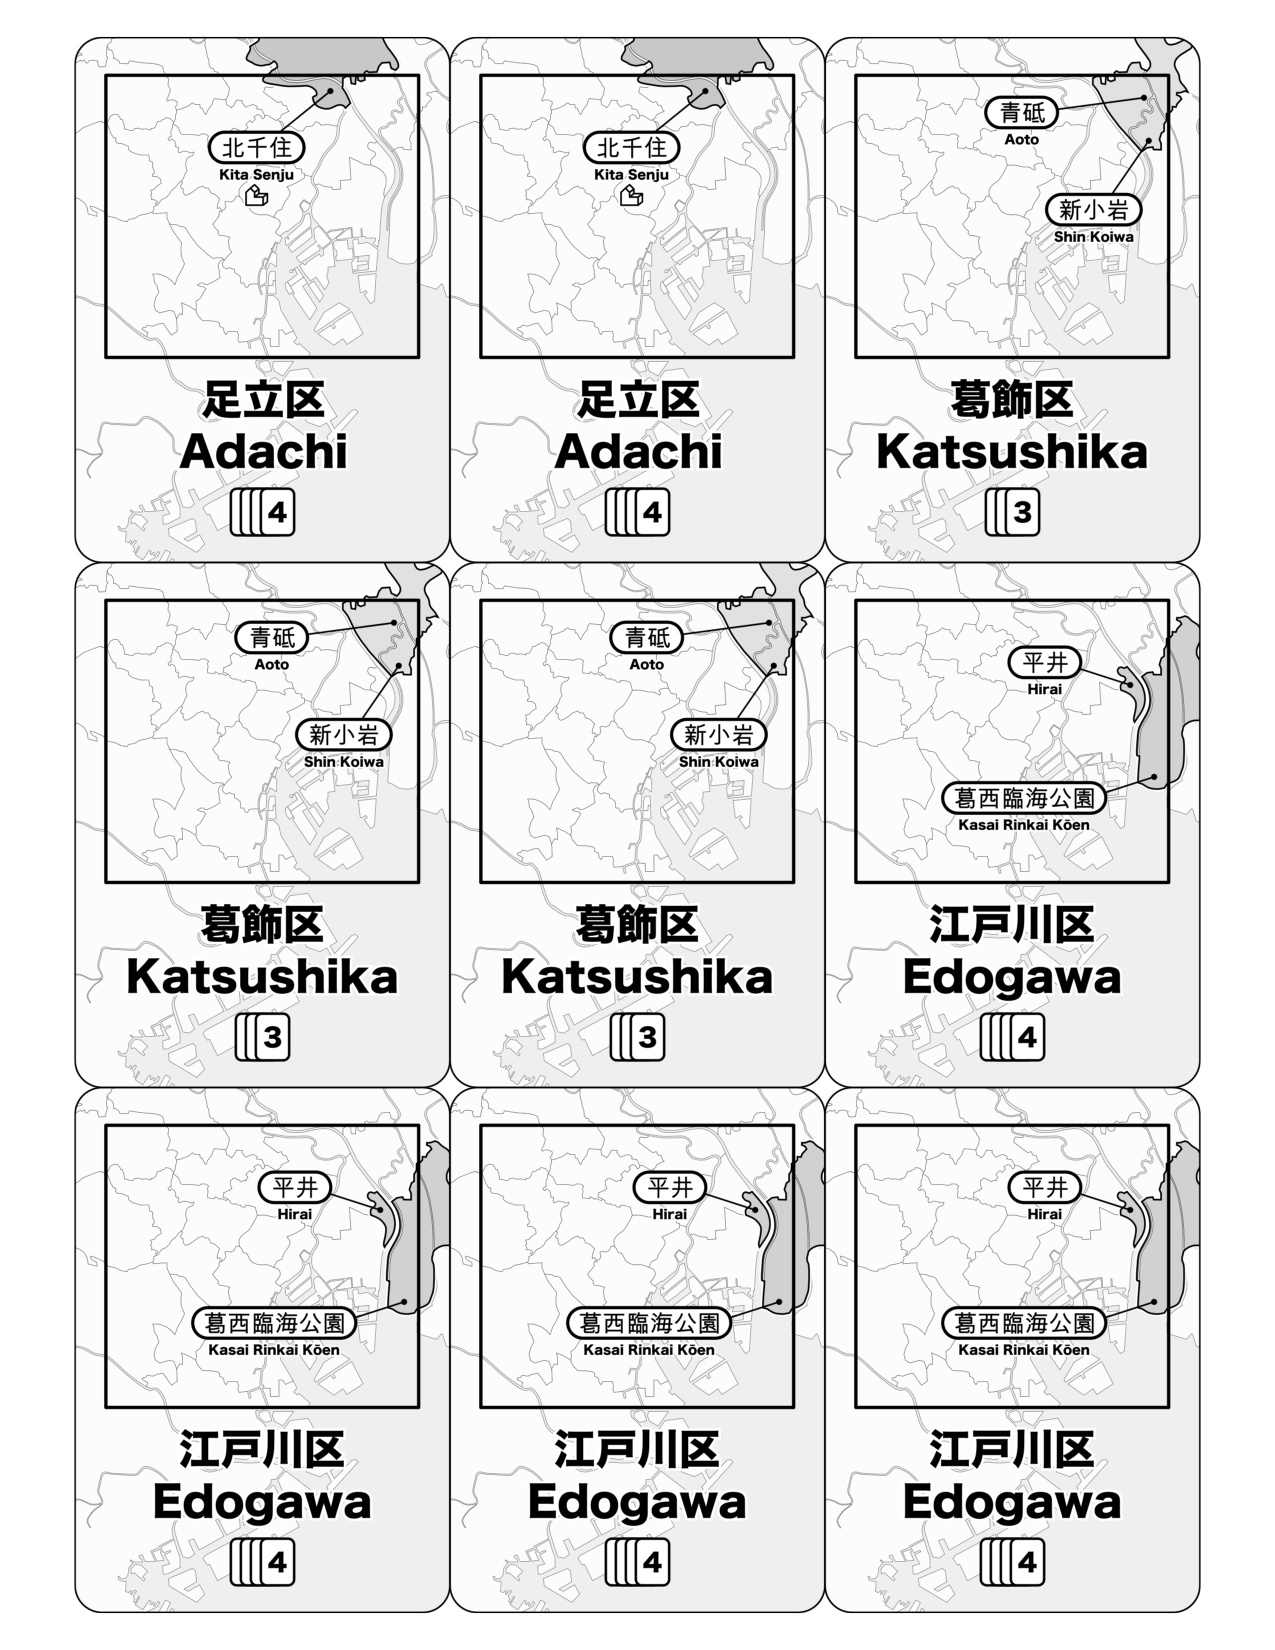 北千住
Kita Senju
足立区
Adachi
4
北千住
Kita Senju
足立区
Adachi
4
青砥
Aoto
新小岩
Shin Koiwa
葛飾区
Katsushika
3
青砥
Aoto
新小岩
Shin Koiwa
葛飾区
Katsushika
3
青砥
Aoto
新小岩
Shin Koiwa
葛飾区
Katsushika
3
平井
Hirai
葛西臨海公園
Kasai Rinkai Kōen
江戸川区
Edogawa
4
平井
Hirai
葛西臨海公園
Kasai Rinkai Kōen
江戸川区
Edogawa
4
平井
Hirai
葛西臨海公園
Kasai Rinkai Kōen
江戸川区
Edogawa
4
平井
Hirai
葛西臨海公園
Kasai Rinkai Kōen
江戸川区
Edogawa
4